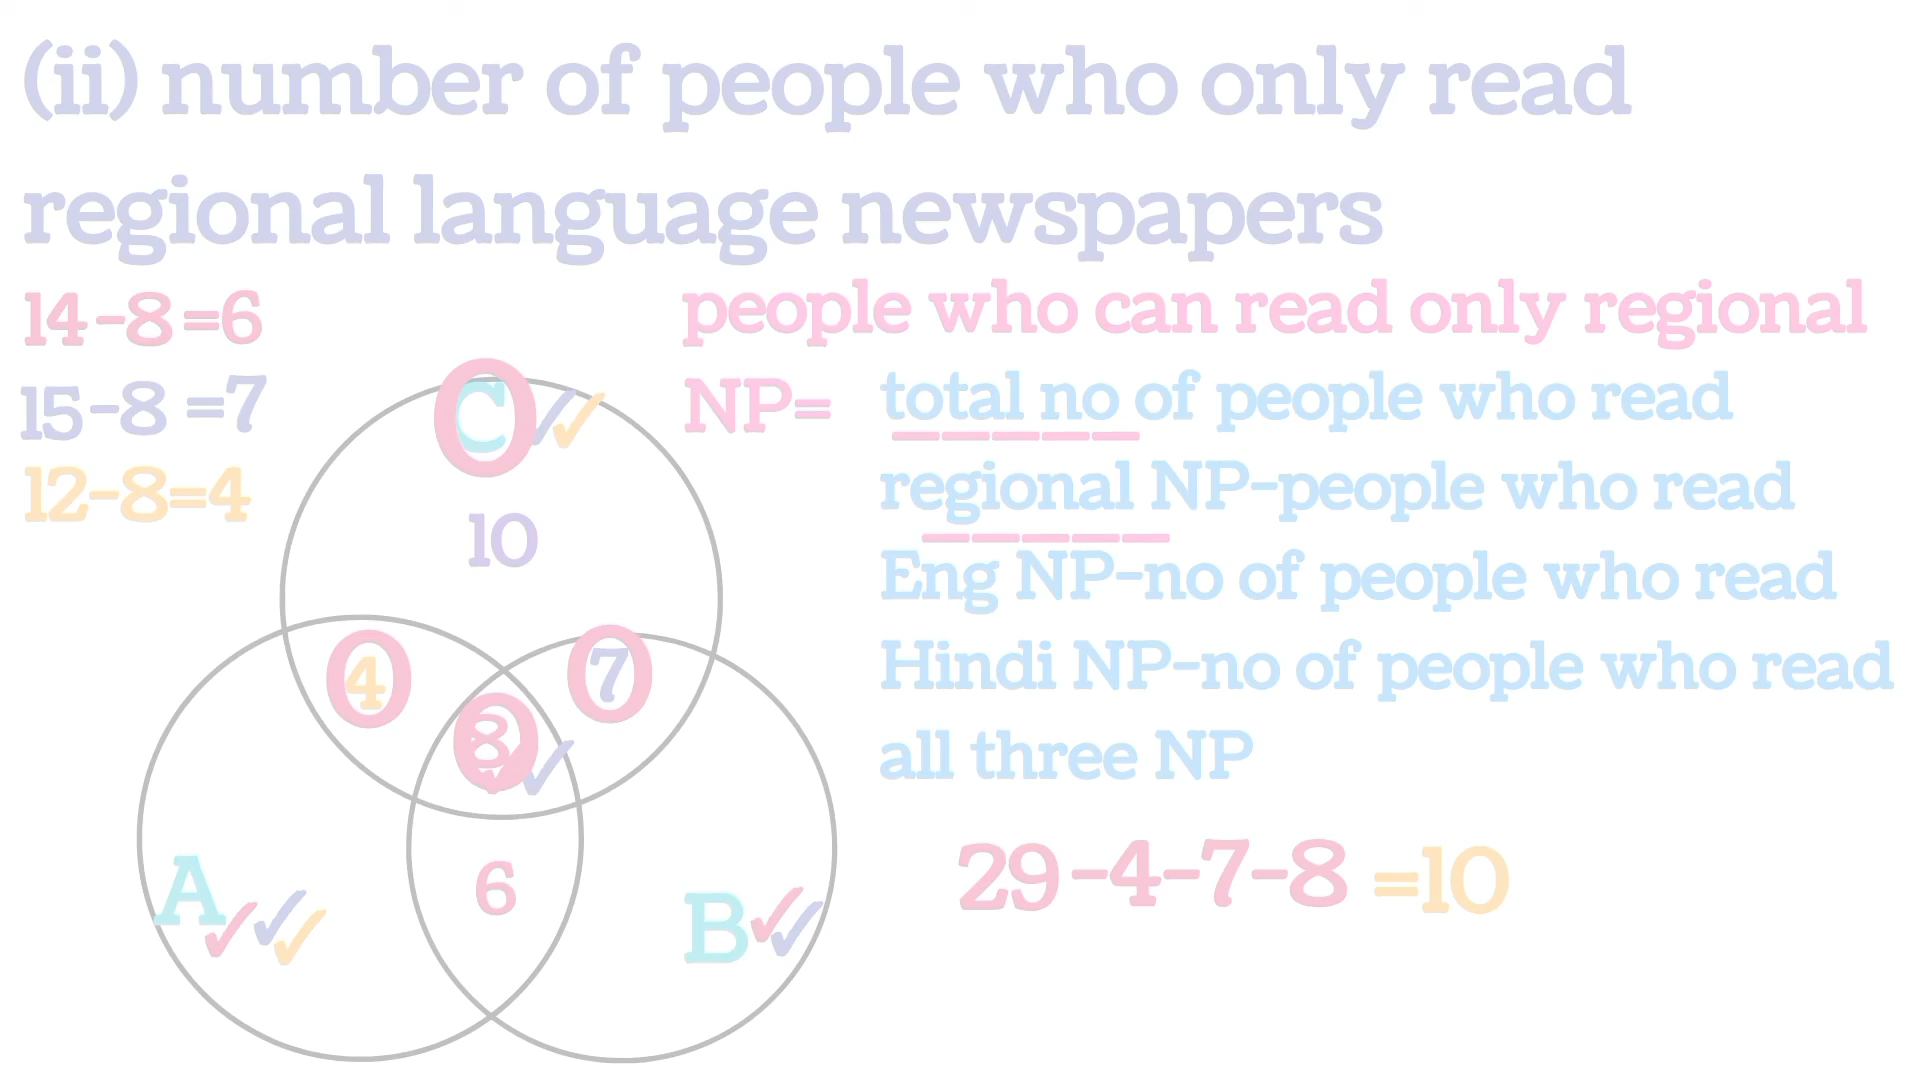 (ii) number of people who only read
regional language newspapers
14-8=6
15-8 =7
12-8=4
people who can read only regional
NP= total no of people who read
regional NP-people who read
Eng NP-no of people who read
Hindi NP-no of people who read
all three NP
29-4-7-8 =10
C
10
4
7
8
A
6
B